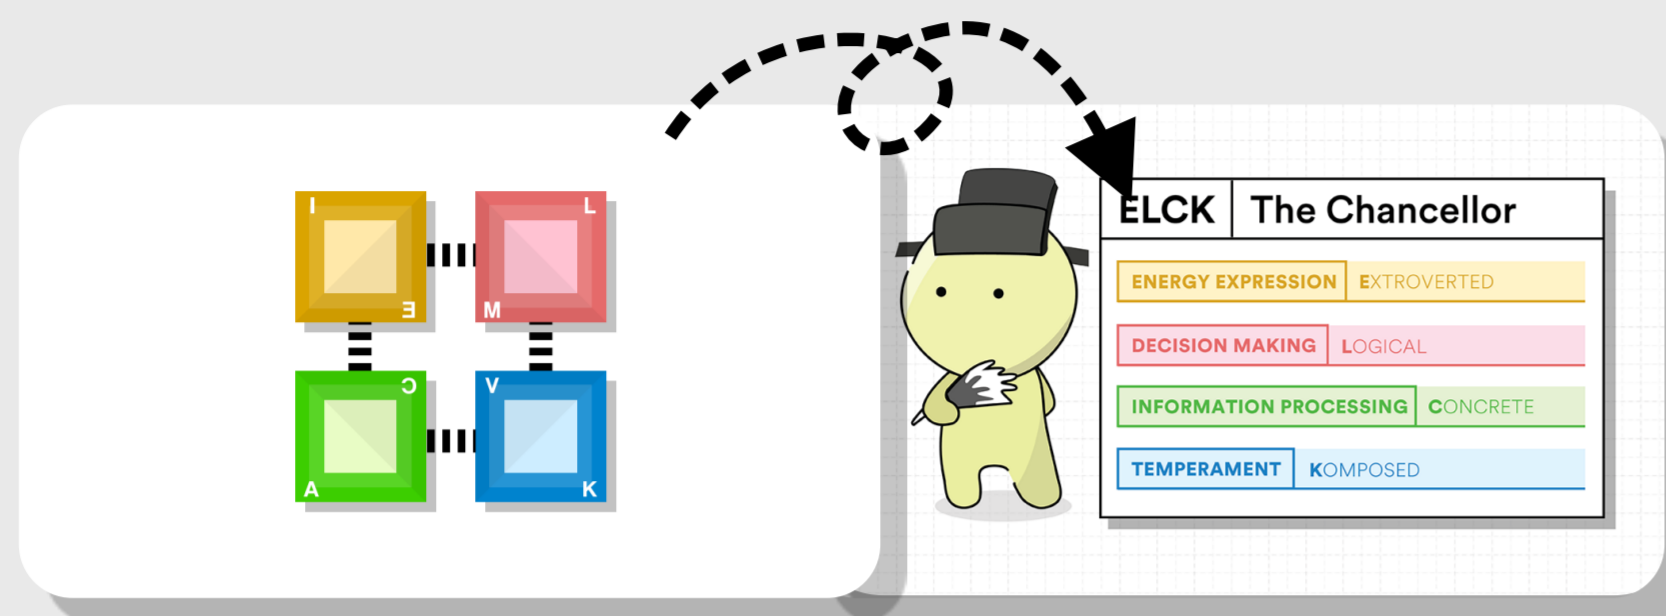 I
L
E
M
C
V
A
K
ELCK
The Chancellor
ENERGY EXPRESSION EXTROVERTED
DECISION MAKING LOGICAL
INFORMATION PROCESSING CONCRETE
TEMPERAMENT KOMPOSED